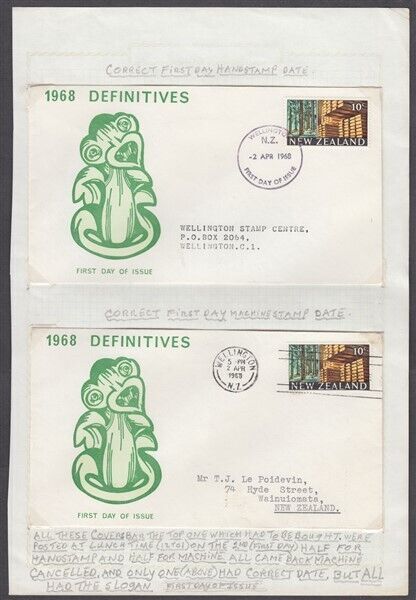 CORRECT FIRST DAY HANDSTAMP DATE.
1968 DEFINITIVES
10c
NEW ZEALAND
WELLINGTON
N.Z.
-2 APR 1968
FIRST DAY OF ISSUE
WELLINGTON STAMP CENTRE,
P.O.BOX 2064,
WELLINGTON.C.1.
FIRST DAY OF ISSUE
CORRECT FIRST DAY MACHINE STAMP DATE.
1968 DEFINITIVES
WELLINGTON
5 PM
2 APR
1968
N.Z.
10c
NEW ZEALAND
Mr T.J. Le Poidevin,
74 Hyde Street,
Wainuiomata,
NEW ZEALAND.
FIRST DAY OF ISSUE
ALL THESE COVERS BAR THE TOP ONE WHICH HAD TO BE BOUGHT, WERE
POSTED AT LUNCHTIME (1210) ON THE 2ND (FIRST DAY) HALF FOR
HANDSTAMP AND HALF FOR MACHINE. ALL CAME BACK MACHINE
CANCELLED, AND ONLY ONE (ABOVE) HAD CORRECT DATE, BUT ALL
HAD THE SLOGAN FIRST DAY OF ISSUE